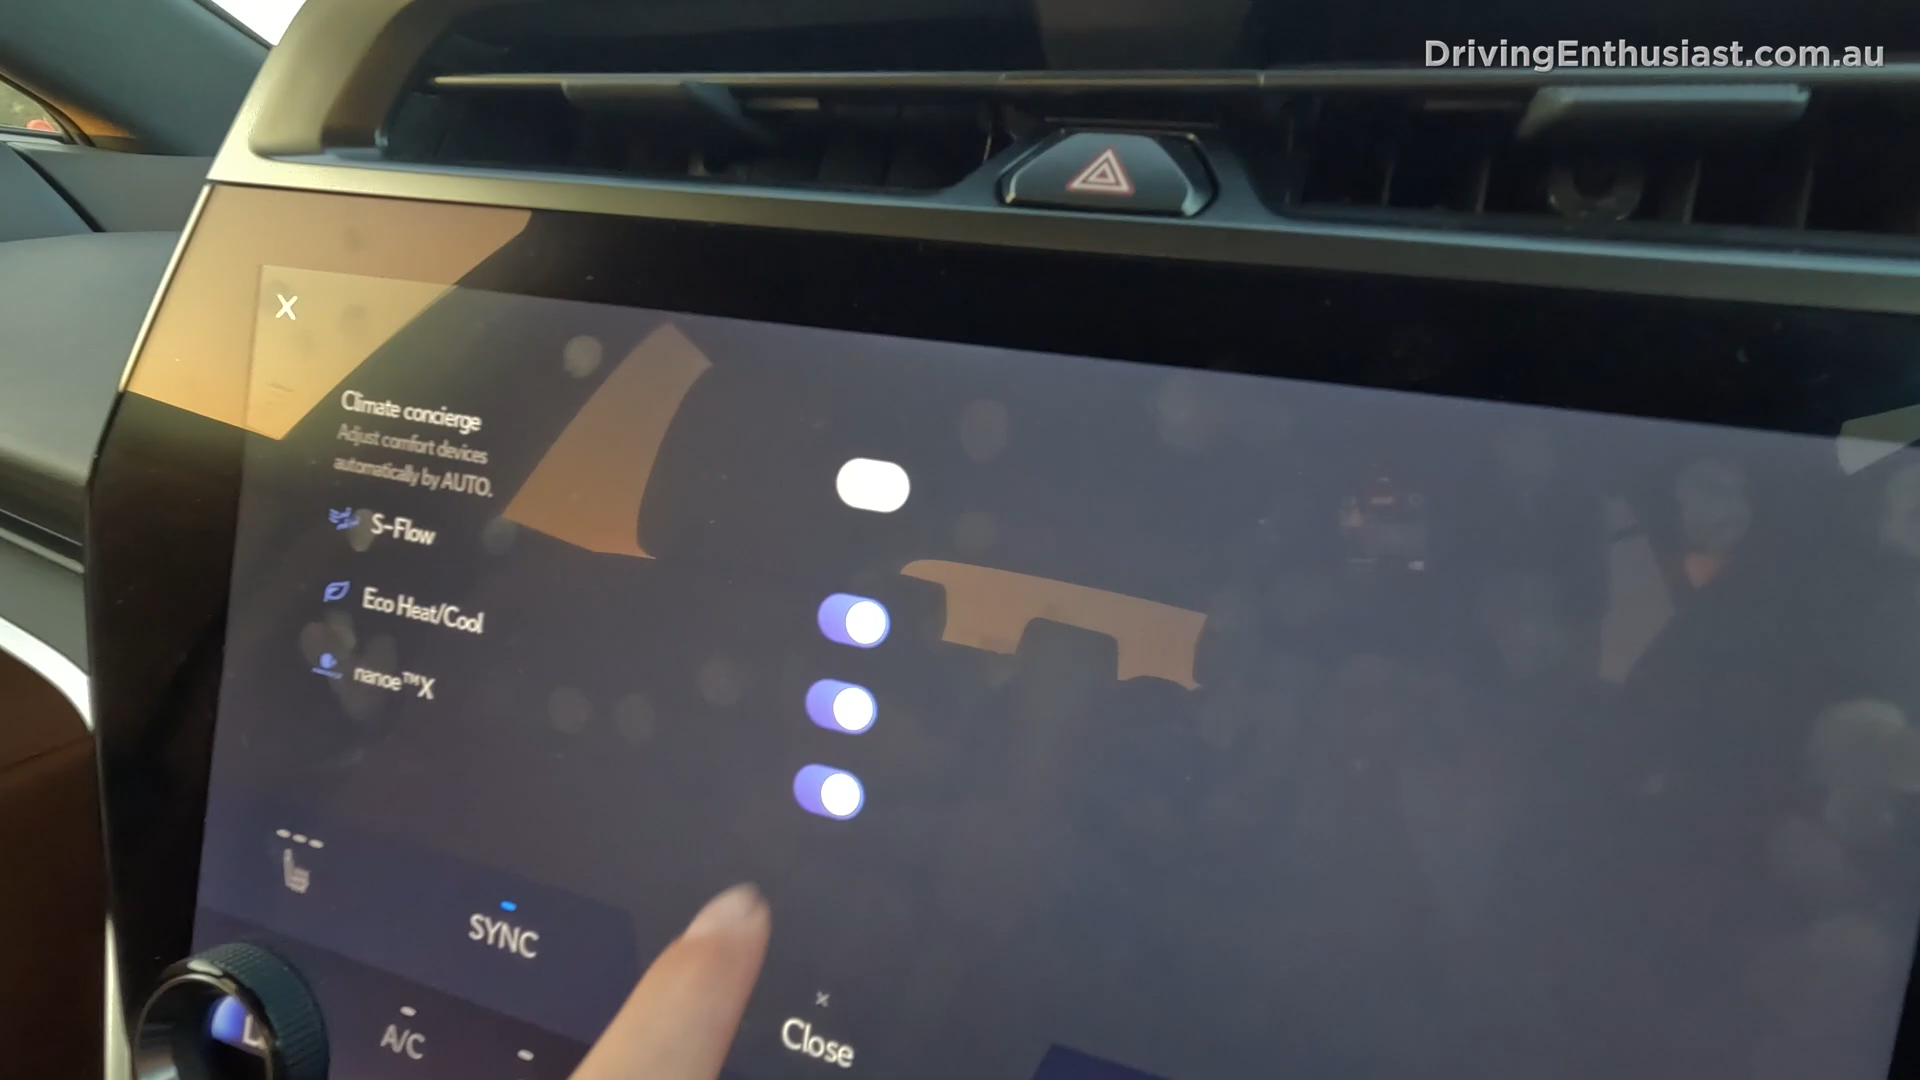 DrivingEnthusiast.com.au
X
Climate concierge
Adjust comfort devices
automatically by AUTO.
S-Flow
Eco Heat/Cool
nanoe™X
SYNC
A/C
Close